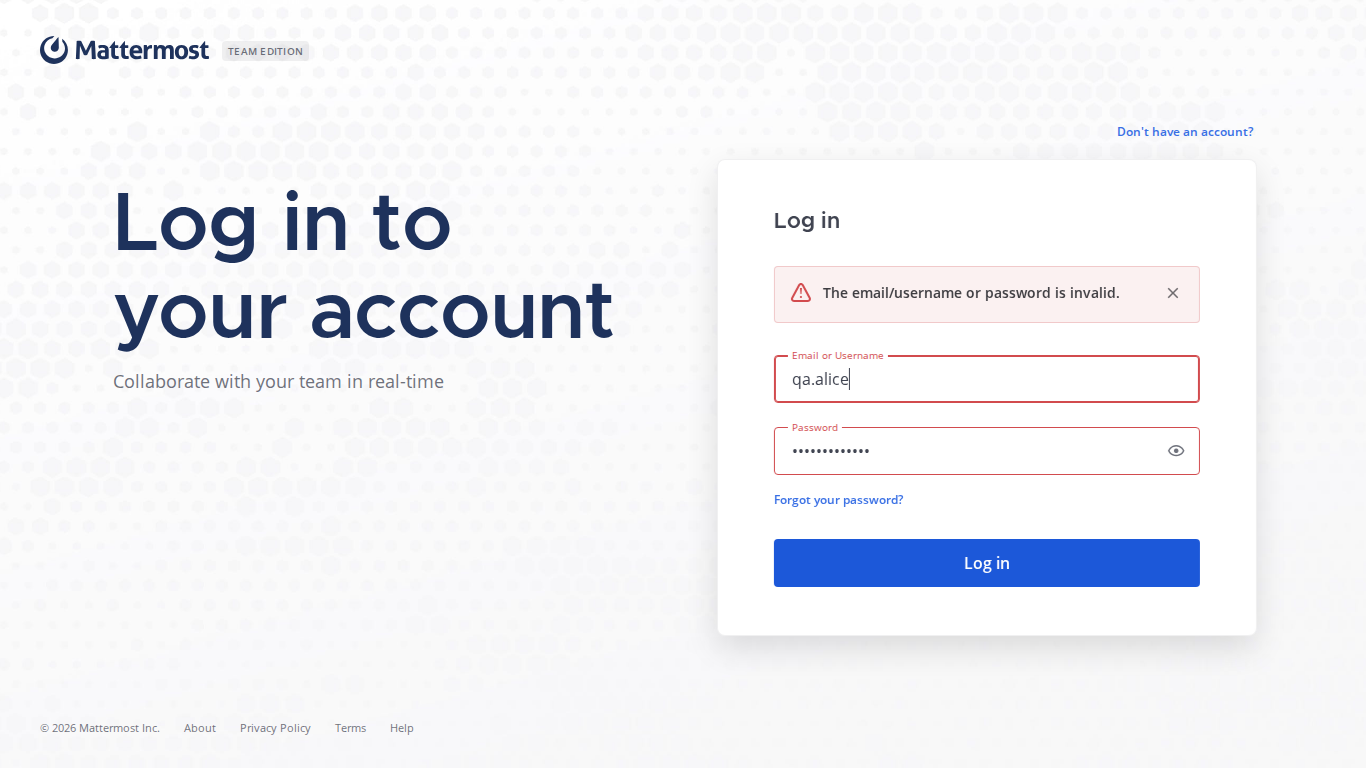 Mattermost TEAM EDITION
Don't have an account?
Log in to
your account
Collaborate with your team in real-time
Log in
The email/username or password is invalid.
Email or Username
qa.alice
Password
•••••••••••••
Forgot your password?
Log in
© 2026 Mattermost Inc. About Privacy Policy Terms Help